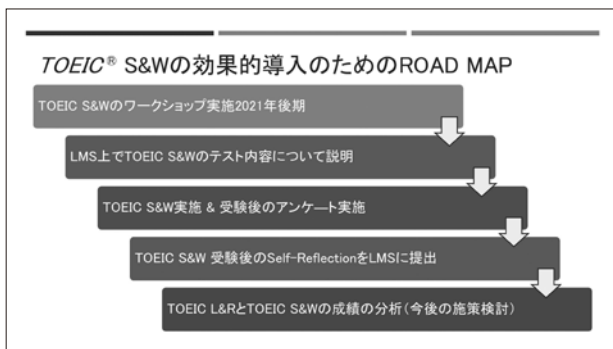 TOEIC® S&Wの効果的導入のためのROAD MAP
TOEIC S&Wのワークショップ実施2021年後期
LMS上でTOEIC S&Wのテスト内容について説明
TOEIC S&W実施 & 受験後のアンケート実施
TOEIC S&W 受験後のSelf-ReflectionをLMSに提出
TOEIC L&RとTOEIC S&Wの成績の分析(今後の施策検討)